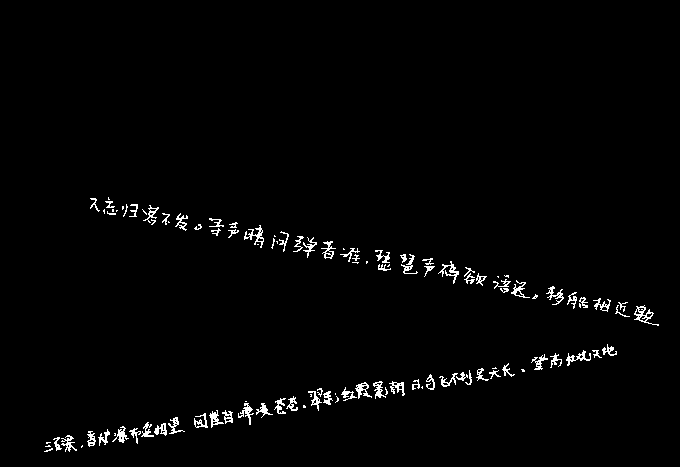 人忘归客不发。寻声暗问弹者谁,琵琶声停欲语迟。移船相近邀
三石梁,香炉瀑布遥相望,回崖沓嶂凌苍苍。翠影红霞映朝日,鸟飞不到吴天长。登高壮观天地